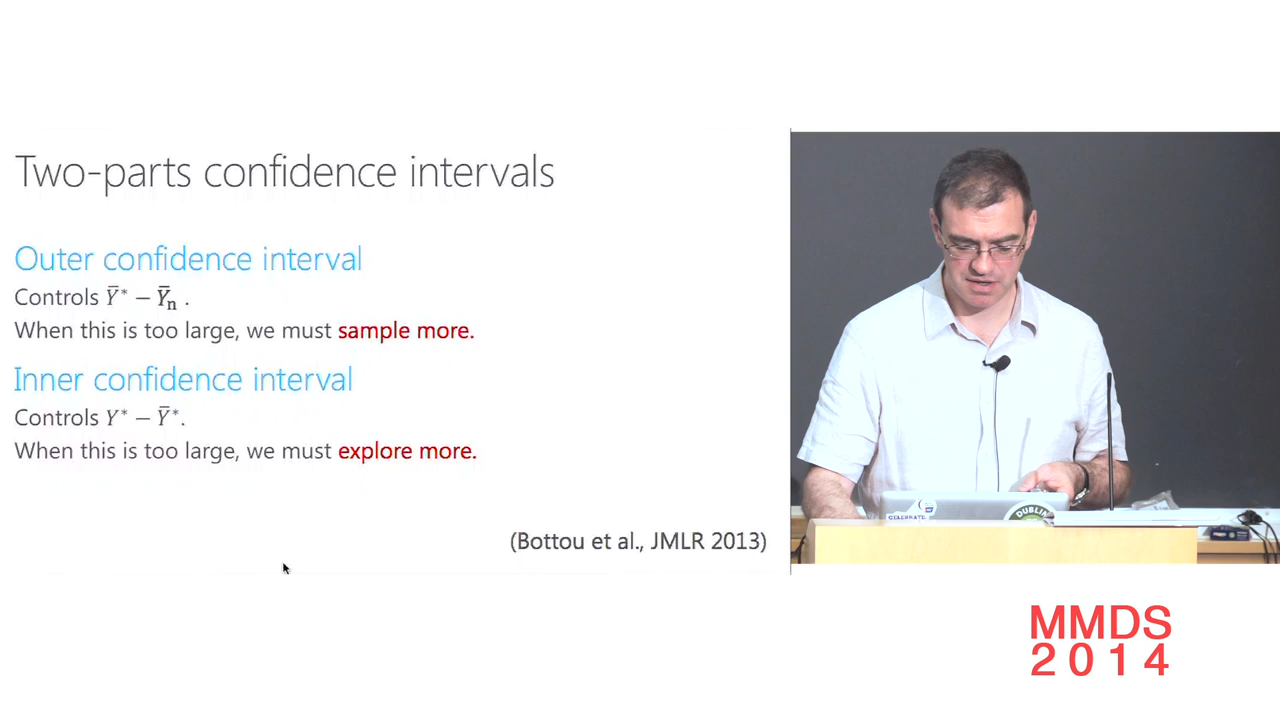 Two-parts confidence intervals
Outer confidence interval
Controls Ȳ* − Ȳn .
When this is too large, we must sample more.
Inner confidence interval
Controls Y* − Ȳ*.
When this is too large, we must explore more.
(Bottou et al., JMLR 2013)
CELEBRATE
DUBLIN
MMDS
2014